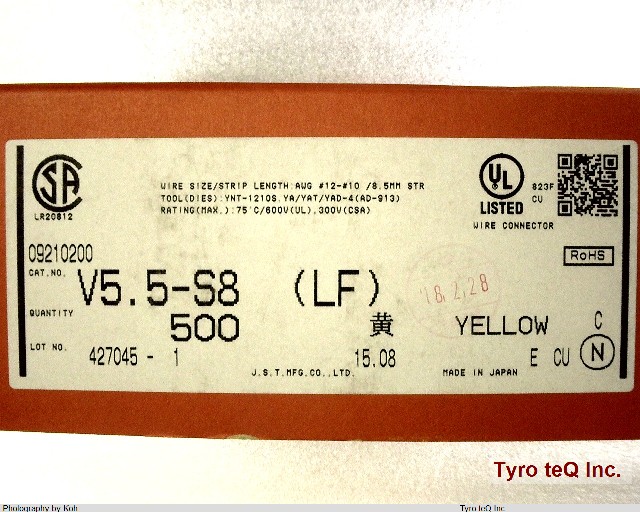 CSA
LR20812
WIRE SIZE/STRIP LENGTH:AWG #12-#10 /8.5MM STR
TOOL(DIES):YNT-1210S.YA/YAT/YAD-4(AD-913)
RATING(MAX.):75°C/600V(UL),300V(CSA)
UL
LISTED
823F
CU
WIRE CONNECTOR
09210200
RoHS
CAT.NO. V5.5-S8 (LF)
18.2.28
QUANTITY 500 黄 YELLOW C
LOT NO. 427045 - 1 15.08 E CU N
J.S.T.MFG.CO.,LTD. MADE IN JAPAN
Tyro teQ Inc.
Photography by Koh Tyro teQ Inc